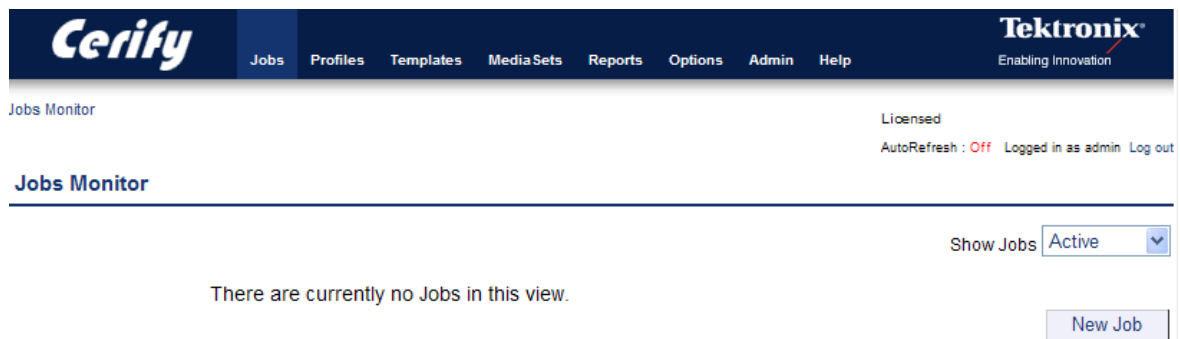 Cerify
Tektronix
Enabling Innovation
Jobs Profiles Templates MediaSets Reports Options Admin Help
Jobs Monitor
Licensed
AutoRefresh : Off Logged in as admin Log out
Jobs Monitor
Show Jobs Active
There are currently no Jobs in this view.
New Job